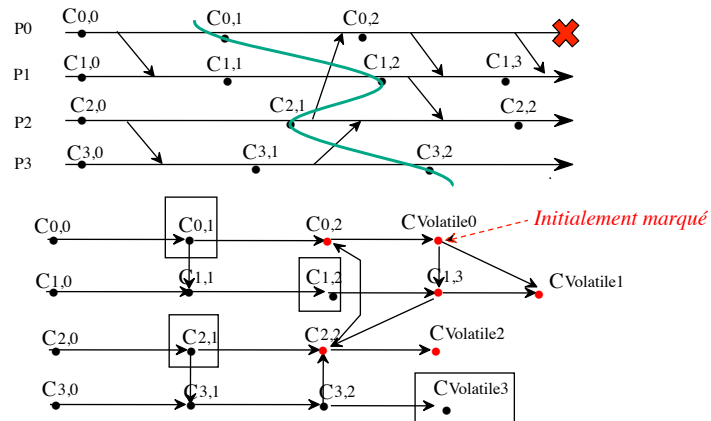 P0 C0,0 C0,1 C0,2
P1 C1,0 C1,1 C1,2 C1,3
P2 C2,0 C2,1 C2,2
P3 C3,0 C3,1 C3,2
C0,0 C0,1 C0,2 CVolatile0 Initialement marqué
C1,0 C1,1 C1,2 C1,3 CVolatile1
C2,0 C2,1 C2,2 CVolatile2
C3,0 C3,1 C3,2 CVolatile3